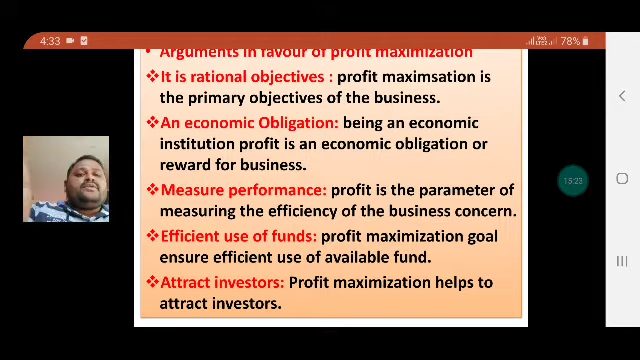 4:33
Vo)
LTE2
78%
Arguments in favour of profit maximization
It is rational objectives : profit maximsation is
the primary objectives of the business.
An economic Obligation: being an economic
institution profit is an economic obligation or
reward for business.
Measure performance: profit is the parameter of
measuring the efficiency of the business concern.
Efficient use of funds: profit maximization goal
ensure efficient use of available fund.
Attract investors: Profit maximization helps to
attract investors.
15:23